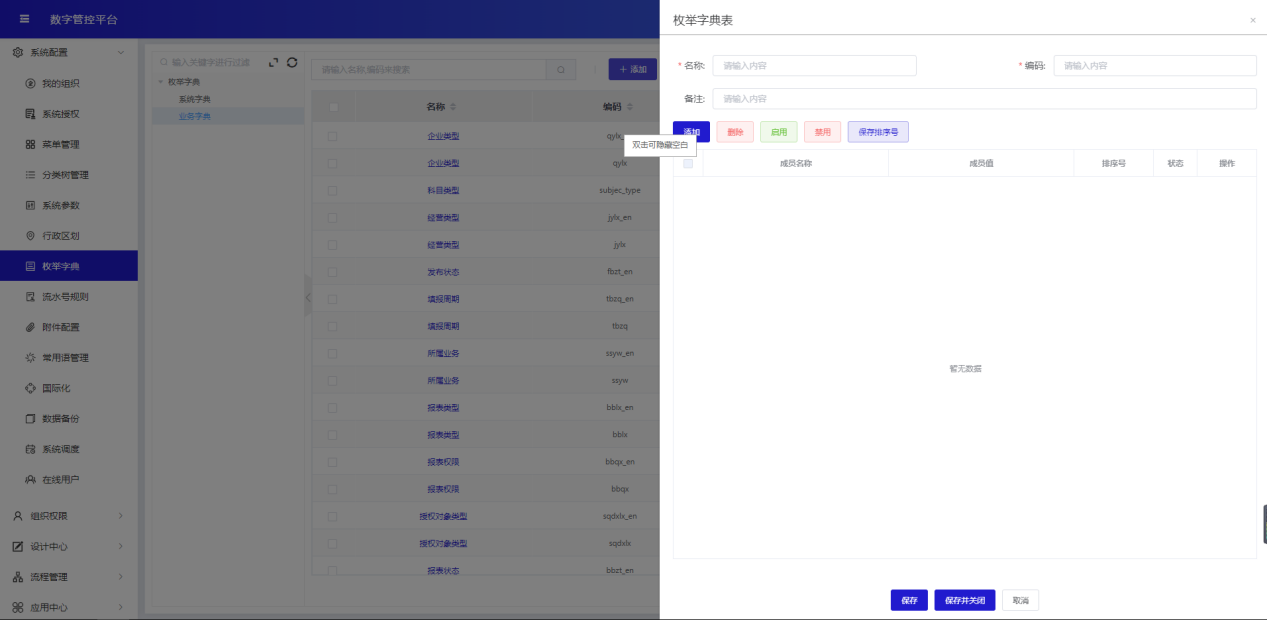 数字管控平台
系统配置
我的组织
系统授权
菜单管理
分类树管理
系统参数
行政区划
枚举字典
流水号规则
附件配置
常用语管理
国际化
数据备份
系统调度
在线用户
组织权限
设计中心
流程管理
应用中心
输入关键字进行过滤
枚举字典
系统字典
业务字典
请输入名称,编码来搜索
+ 添加
名称 编码
企业类型
企业类型 qylx
科目类型 subjec_type
经营类型 jylx_en
经营类型 jylx
发布状态 fbzt_en
填报周期 tbzq_en
填报周期 tbzq
所属业务 ssyw_en
所属业务 ssyw
报表类型 bblx_en
报表类型 bblx
报表权限 bbqx_en
报表权限 bbqx
授权对象类型 sqdxlx_en
授权对象类型 sqdxlx
报表状态 bbzt_en
枚举字典表 ×
* 名称: 请输入内容 * 编码: 请输入内容
备注: 请输入内容
添加 删除 启用 禁用 保存排序号
双击可隐藏空白
成员名称 成员值 排序号 状态 操作
暂无数据
保存 保存并关闭 取消